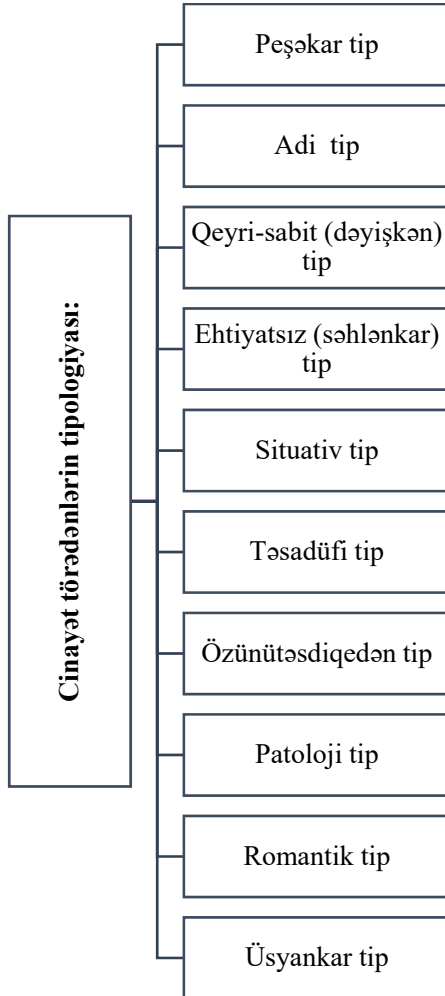 Cinayət törədənlərin tipologiyası:
Peşəkar tip
Adi tip
Qeyri-sabit (dəyişkən)
tip
Ehtiyatsız (səhlənkar)
tip
Situativ tip
Təsadüfi tip
Özünütəsdiqedən tip
Patoloji tip
Romantik tip
Üsyankar tip